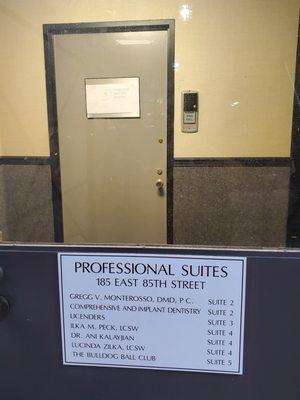 PROFESSIONAL SUITES
185 EAST 85TH STREET
GREGG V. MONTEROSSO, DMD, P C. SUITE 2
COMPREHENSIVE AND IMPLANT DENTISTRY SUITE 2
LICENDERS SUITE 3
ILKA M. PECK, LCSW SUITE 4
DR. ANI KALAYJIAN SUITE 4
LUCINDA ZILKA, LCSW SUITE 4
THE BULLDOG BALL CLUB SUITE 5